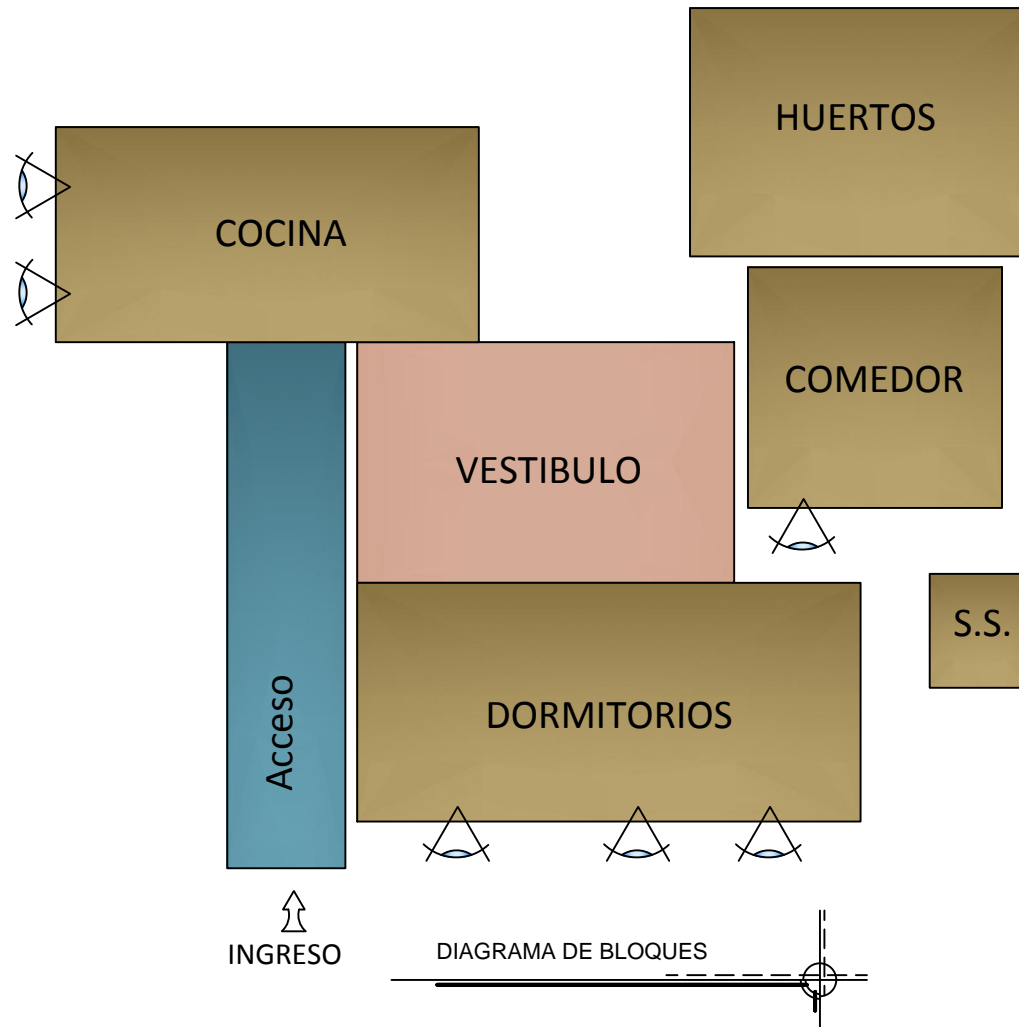 HUERTOS
COCINA
COMEDOR
VESTIBULO
S.S.
DORMITORIOS
Acceso
INGRESO
DIAGRAMA DE BLOQUES